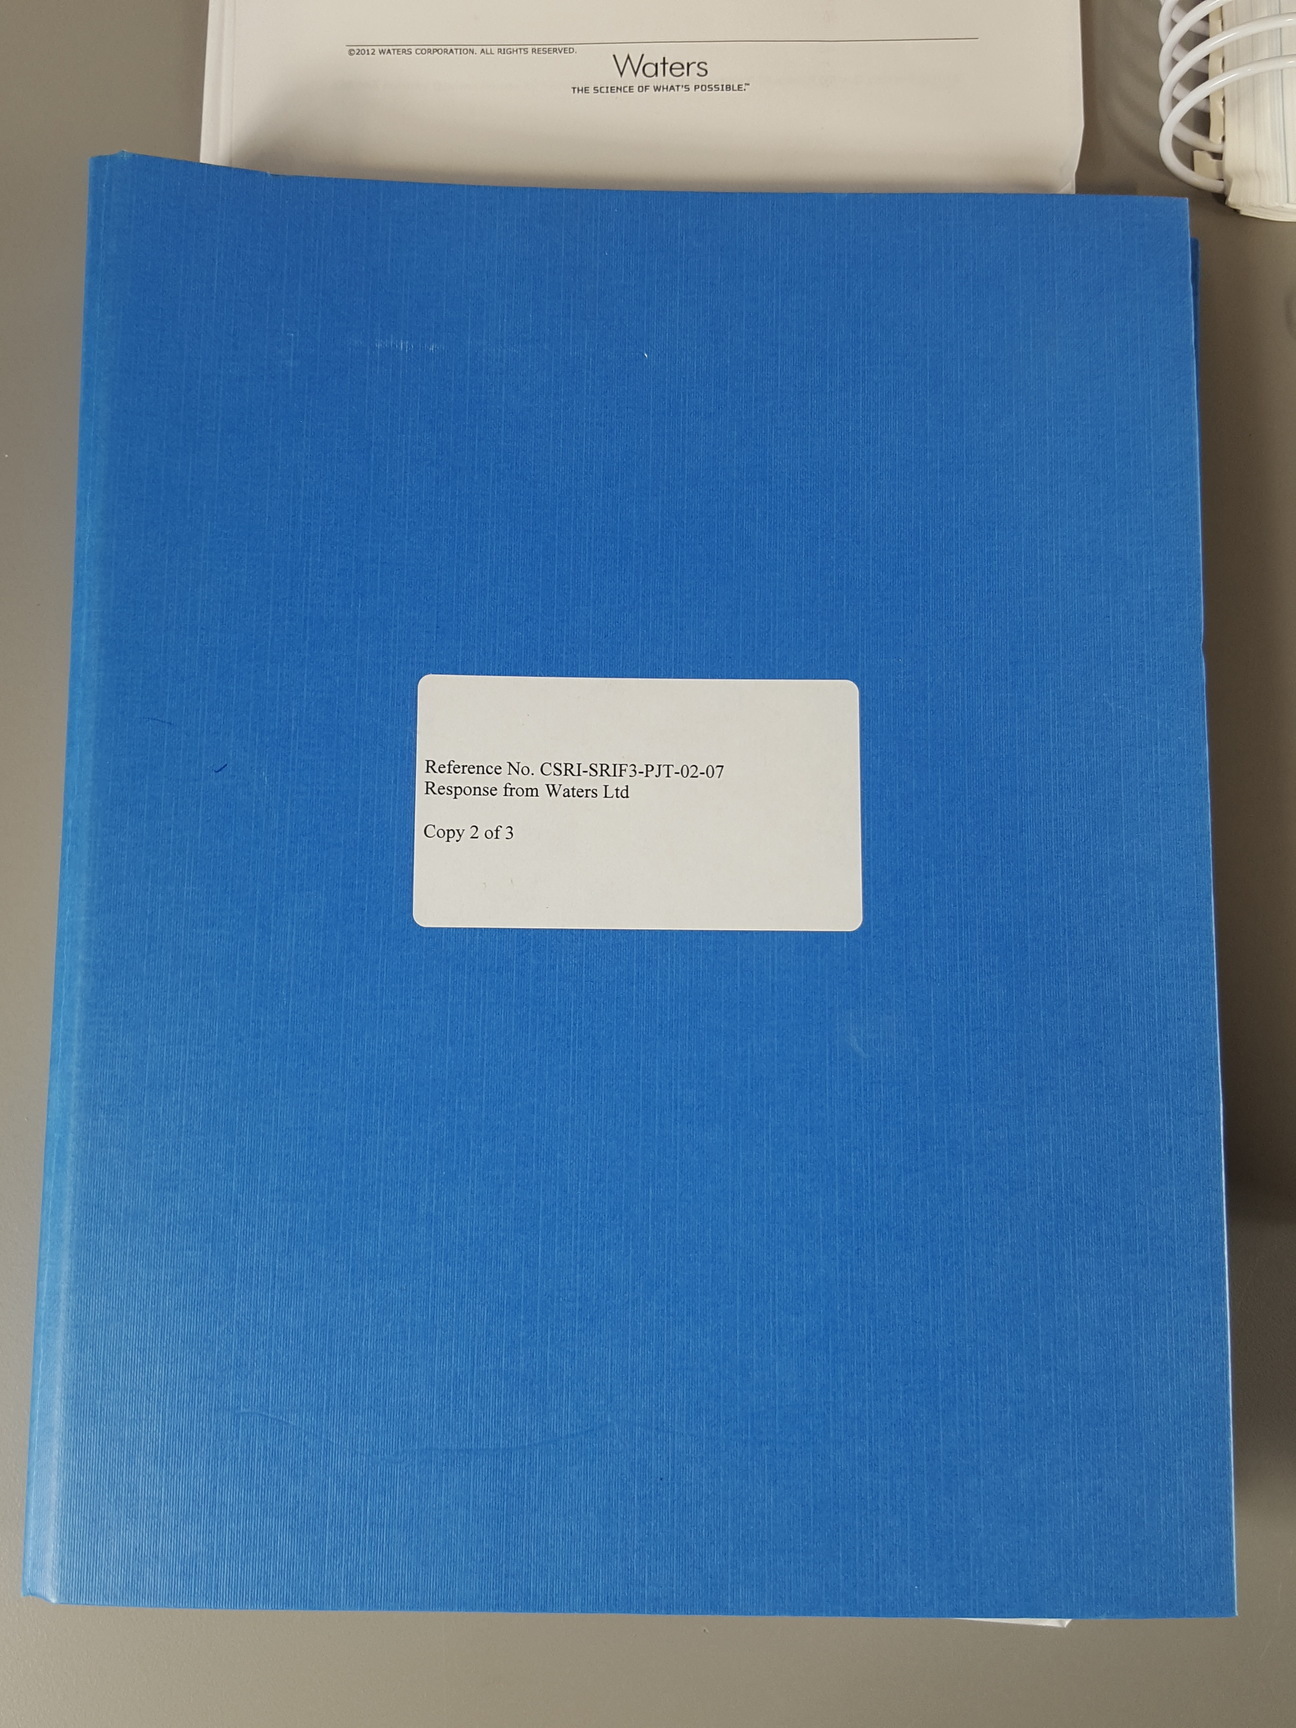 ©2012 WATERS CORPORATION. ALL RIGHTS RESERVED.
Waters
THE SCIENCE OF WHAT'S POSSIBLE.™
Reference No. CSRI-SRIF3-PJT-02-07
Response from Waters Ltd
Copy 2 of 3